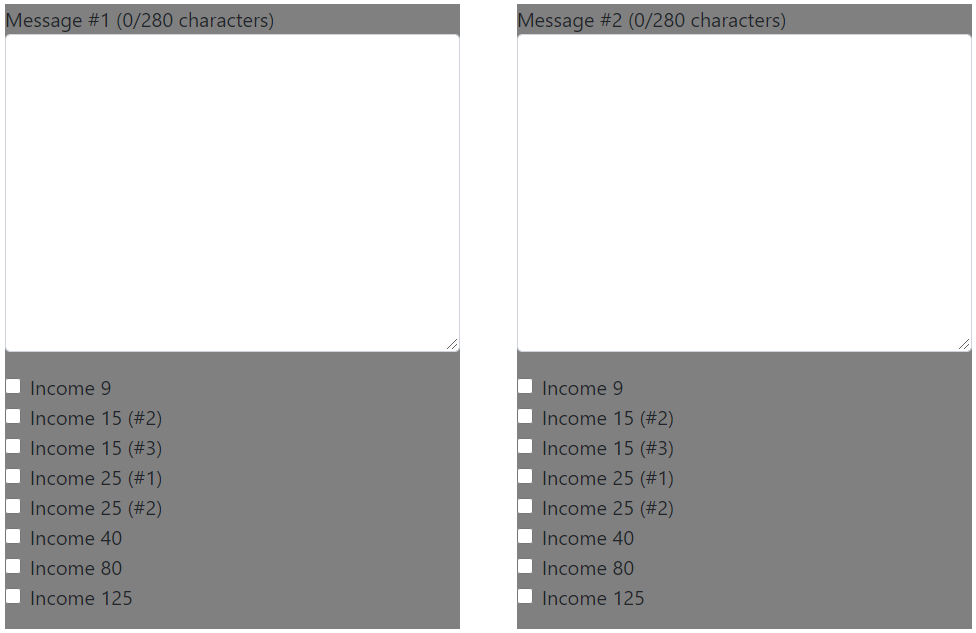 Message #1 (0/280 characters)
Income 9
Income 15 (#2)
Income 15 (#3)
Income 25 (#1)
Income 25 (#2)
Income 40
Income 80
Income 125
Message #2 (0/280 characters)
Income 9
Income 15 (#2)
Income 15 (#3)
Income 25 (#1)
Income 25 (#2)
Income 40
Income 80
Income 125